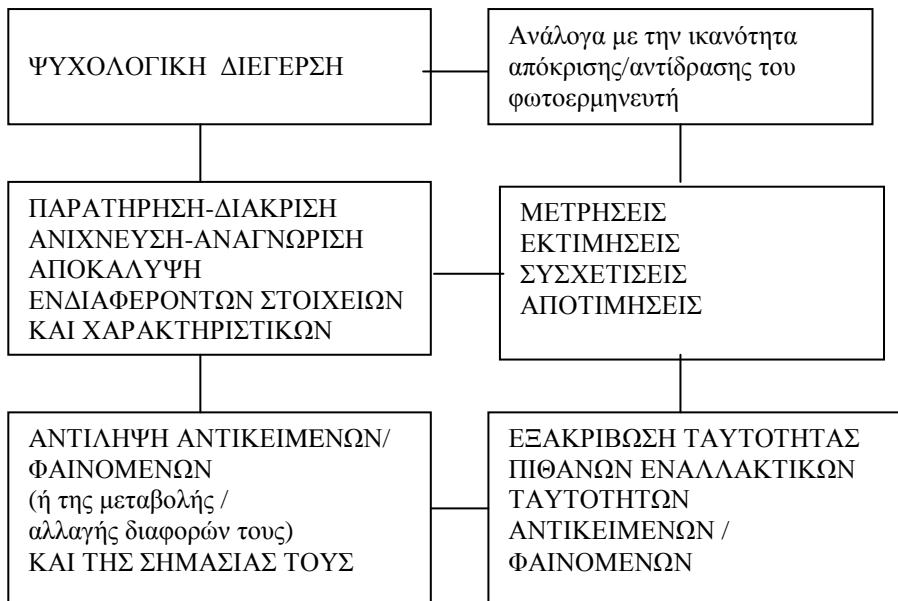 ΨΥΧΟΛΟΓΙΚΗ ΔΙΕΓΕΡΣΗ
Ανάλογα με την ικανότητα
απόκρισης/αντίδρασης του
φωτοερμηνευτή
ΠΑΡΑΤΗΡΗΣΗ-ΔΙΑΚΡΙΣΗ
ΑΝΙΧΝΕΥΣΗ-ΑΝΑΓΝΩΡΙΣΗ
ΑΠΟΚΑΛΥΨΗ
ΕΝΔΙΑΦΕΡΟΝΤΩΝ ΣΤΟΙΧΕΙΩΝ
ΚΑΙ ΧΑΡΑΚΤΗΡΙΣΤΙΚΩΝ
ΜΕΤΡΗΣΕΙΣ
ΕΚΤΙΜΗΣΕΙΣ
ΣΥΣΧΕΤΙΣΕΙΣ
ΑΠΟΤΙΜΗΣΕΙΣ
ΑΝΤΙΛΗΨΗ ΑΝΤΙΚΕΙΜΕΝΩΝ/
ΦΑΙΝΟΜΕΝΩΝ
(ή της μεταβολής /
αλλαγής διαφορών τους)
ΚΑΙ ΤΗΣ ΣΗΜΑΣΙΑΣ ΤΟΥΣ
ΕΞΑΚΡΙΒΩΣΗ ΤΑΥΤΟΤΗΤΑΣ
ΠΙΘΑΝΩΝ ΕΝΑΛΛΑΚΤΙΚΩΝ
ΤΑΥΤΟΤΗΤΩΝ
ΑΝΤΙΚΕΙΜΕΝΩΝ /
ΦΑΙΝΟΜΕΝΩΝ